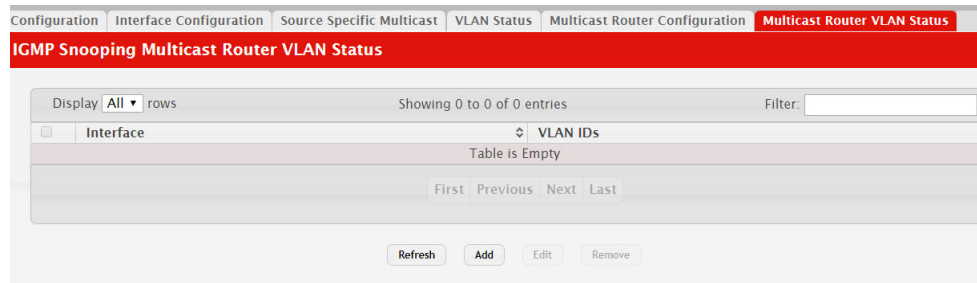 Configuration Interface Configuration Source Specific Multicast VLAN Status Multicast Router Configuration Multicast Router VLAN Status
IGMP Snooping Multicast Router VLAN Status
Display All rows Showing 0 to 0 of 0 entries Filter:
Interface VLAN IDs
Table is Empty
First Previous Next Last
Refresh Add Edit Remove